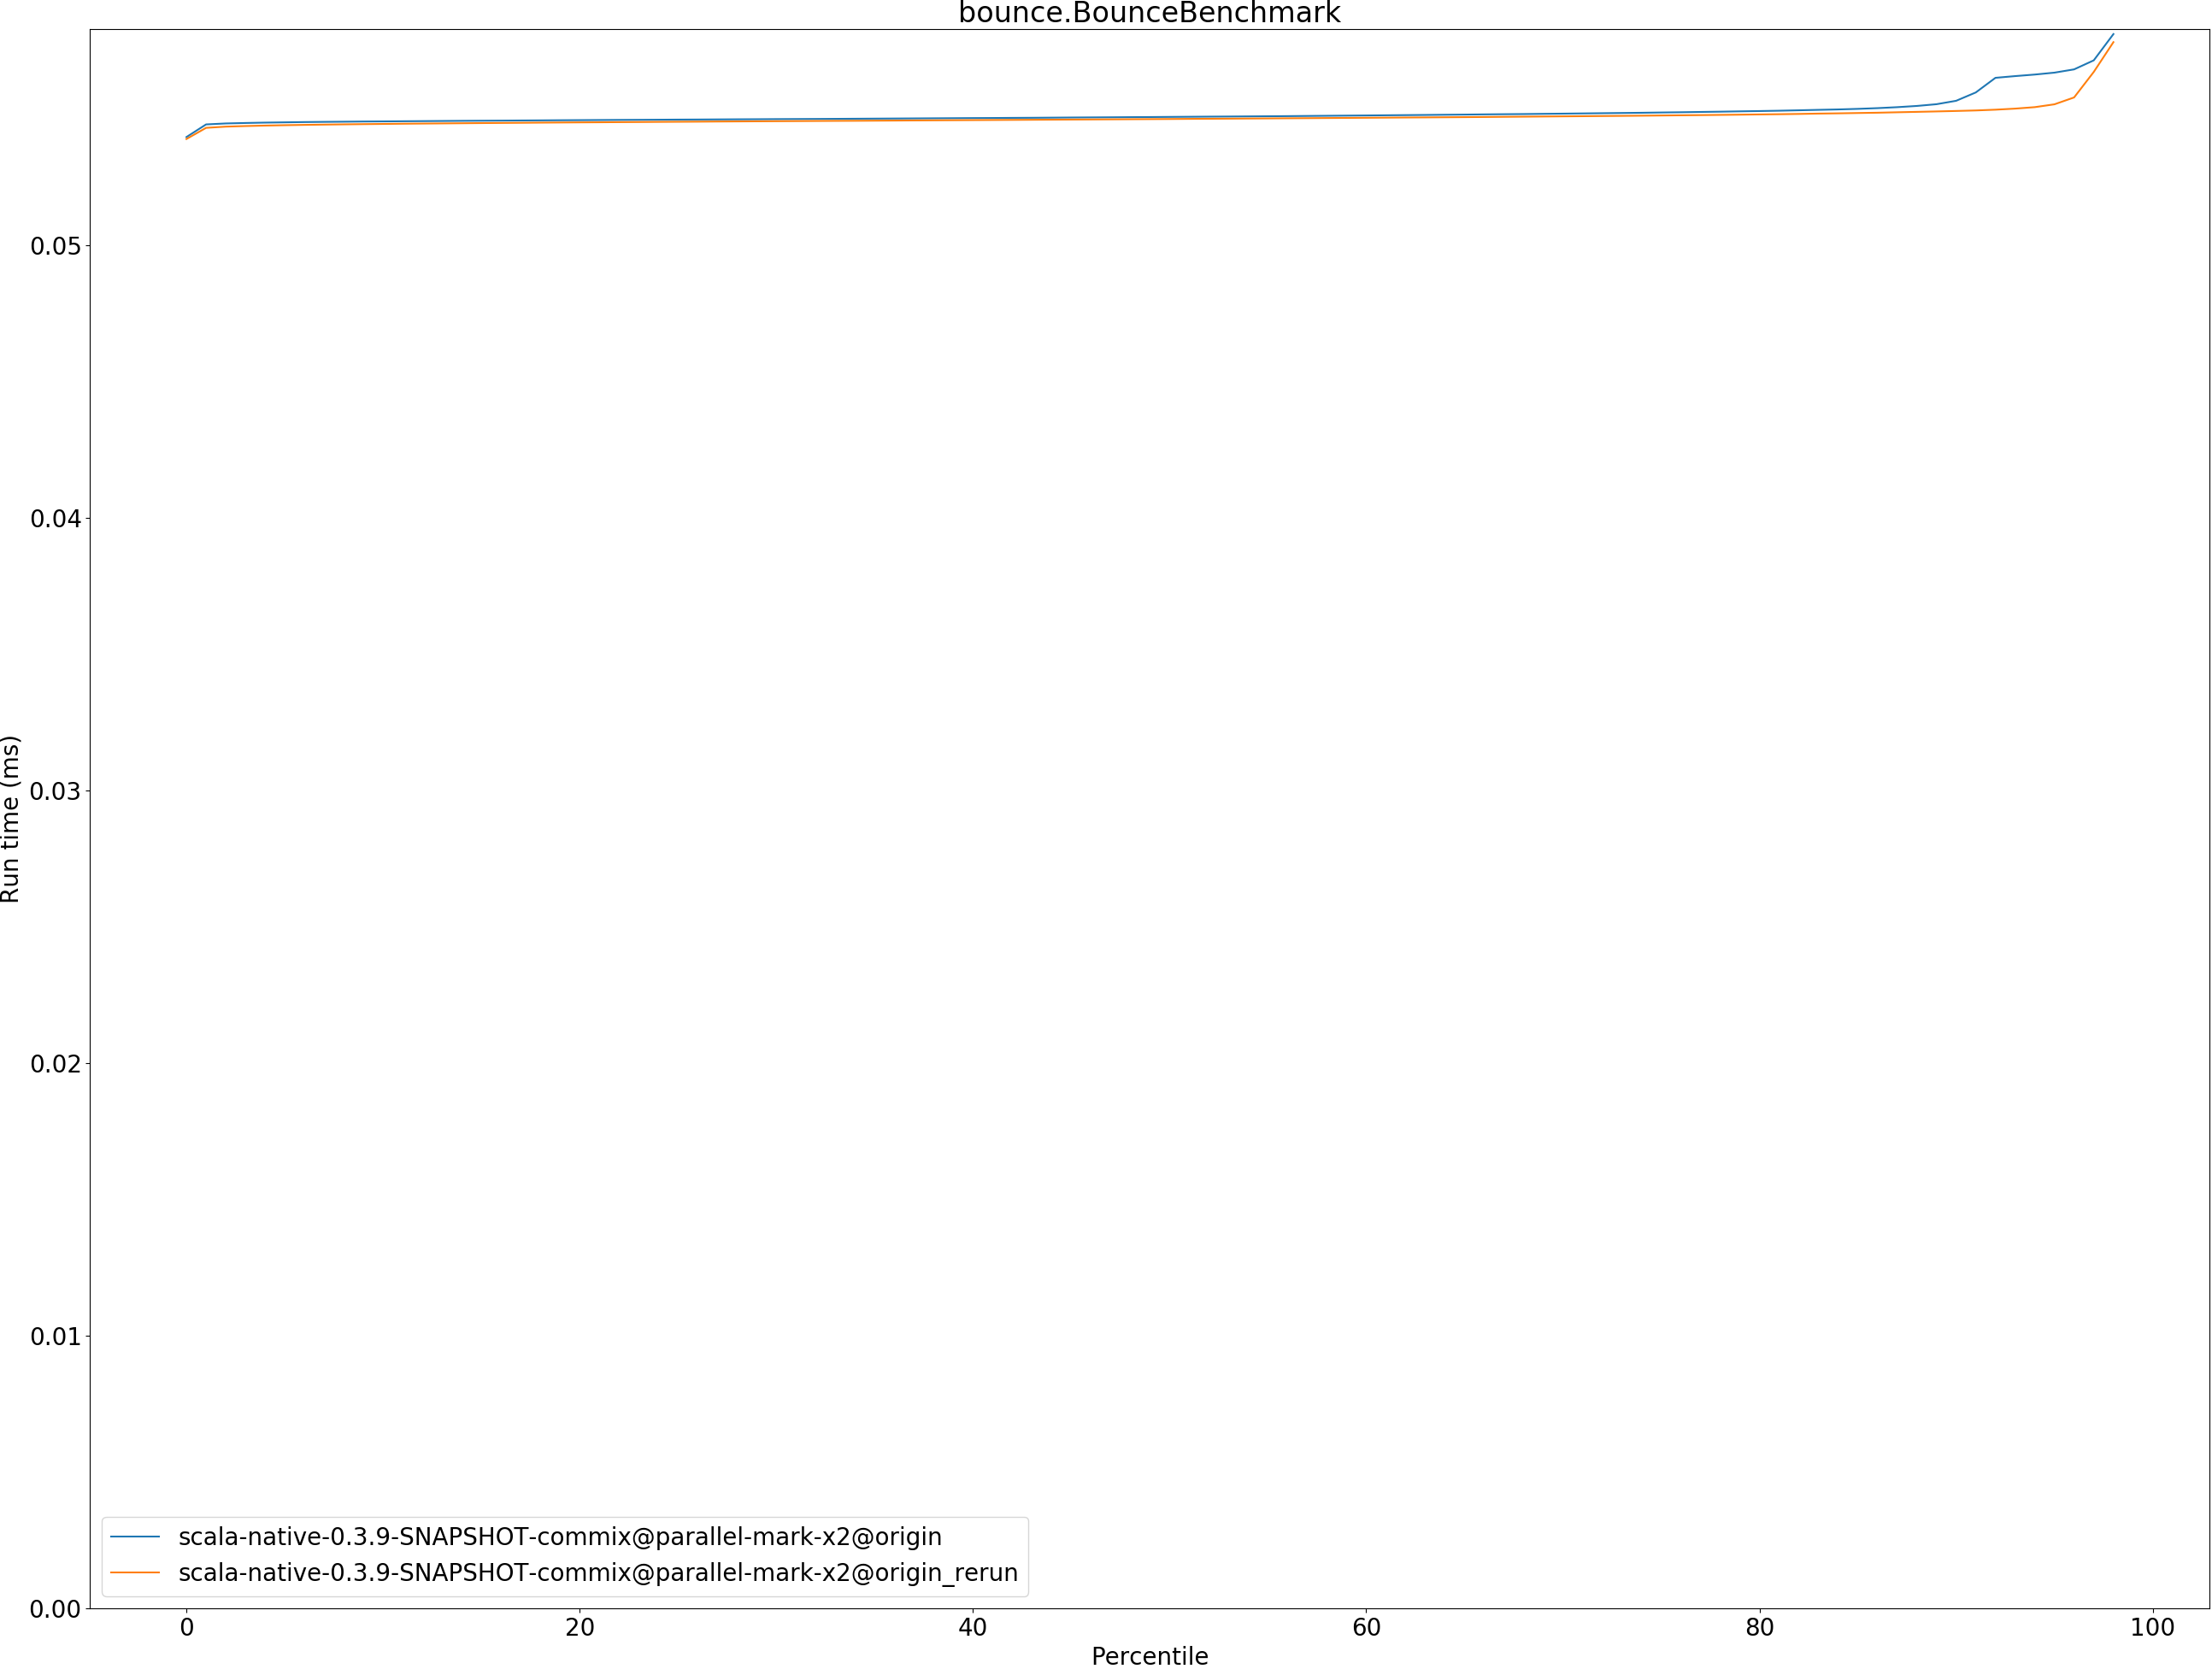 bounce.BounceBenchmark
Run time (ms)
0.05
0.04
0.03
0.02
0.01
0.00
0 20 40 60 80 100
Percentile
scala-native-0.3.9-SNAPSHOT-commix@parallel-mark-x2@origin
scala-native-0.3.9-SNAPSHOT-commix@parallel-mark-x2@origin_rerun